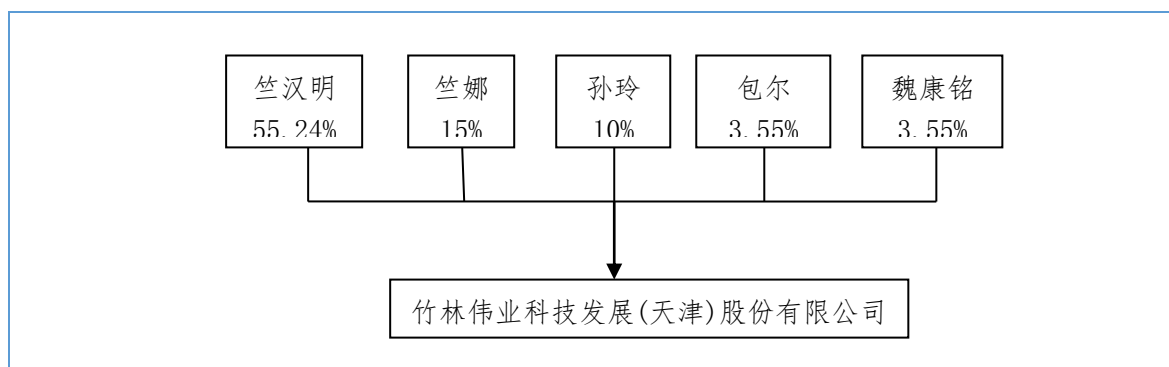 竺汉明
55.24%
竺娜
15%
孙玲
10%
包尔
3.55%
魏康铭
3.55%
竹林伟业科技发展(天津)股份有限公司